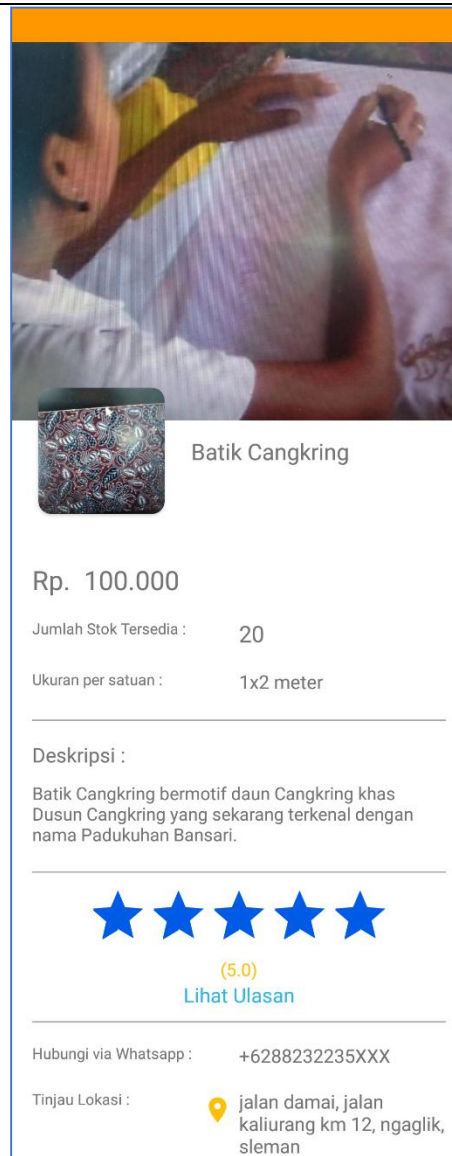 Batik Cangkring
Rp. 100.000
Jumlah Stok Tersedia : 20
Ukuran per satuan : 1x2 meter
Deskripsi :
Batik Cangkring bermotif daun Cangkring khas
Dusun Cangkring yang sekarang terkenal dengan
nama Padukuhan Bansari.
(5.0)
Lihat Ulasan
Hubungi via Whatsapp : +6288232235XXX
Tinjau Lokasi : jalan damai, jalan
kaliurang km 12, ngaglik,
sleman